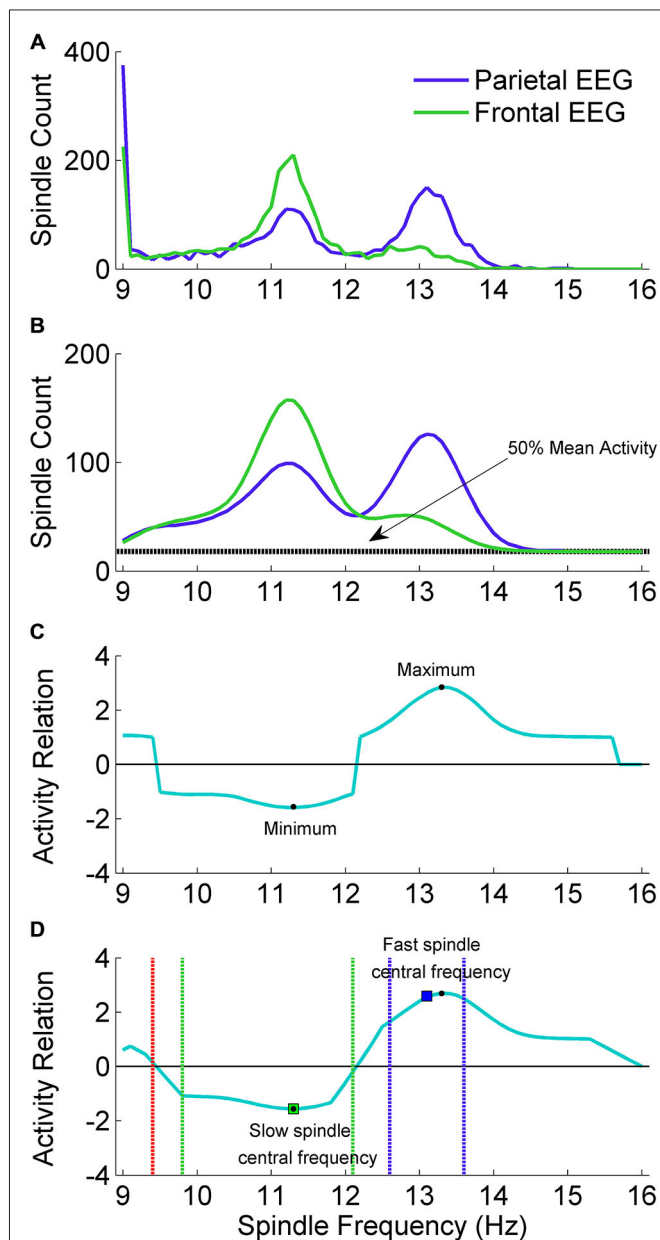 A
Spindle Count
400
200
0
Parietal EEG
Frontal EEG
9 10 11 12 13 14 15 16
B
Spindle Count
200
100
0
50% Mean Activity
9 10 11 12 13 14 15 16
C
Activity Relation
4
2
0
-2
-4
Maximum
Minimum
9 10 11 12 13 14 15 16
D
Activity Relation
4
2
0
-2
-4
Fast spindle
central frequency
Slow spindle
central frequency
9 10 11 12 13 14 15 16
Spindle Frequency (Hz)